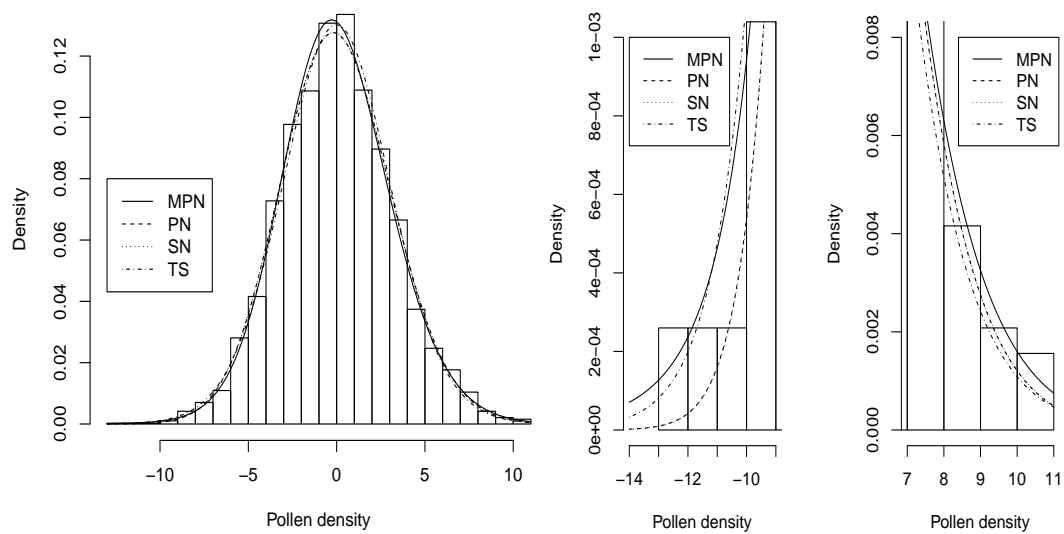 Density
0.00
0.02
0.04
0.06
0.08
0.10
0.12
MPN
PN
SN
TS
−10
−5
0
5
10
Pollen density
Density
0e+00
2e−04
4e−04
6e−04
8e−04
1e−03
MPN
PN
SN
TS
−14
−12
−10
Pollen density
Density
0.000
0.002
0.004
0.006
0.008
MPN
PN
SN
TS
7
8
9
10
11
Pollen density